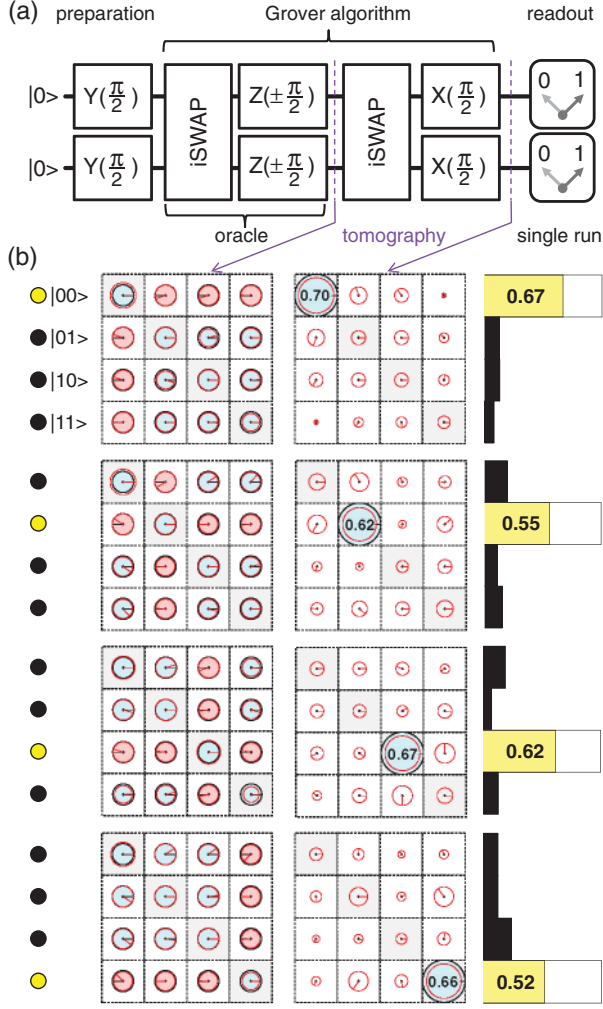 (a) preparation Grover algorithm readout
|0> Y(π/2) iSWAP Z(±π/2) iSWAP X(π/2) 0 1
|0> Y(π/2) Z(±π/2) X(π/2) 0 1
oracle tomography single run
(b)
|00> 0.70 0.67
|01>
|10>
|11>
0.62 0.55
0.67 0.62
0.66 0.52